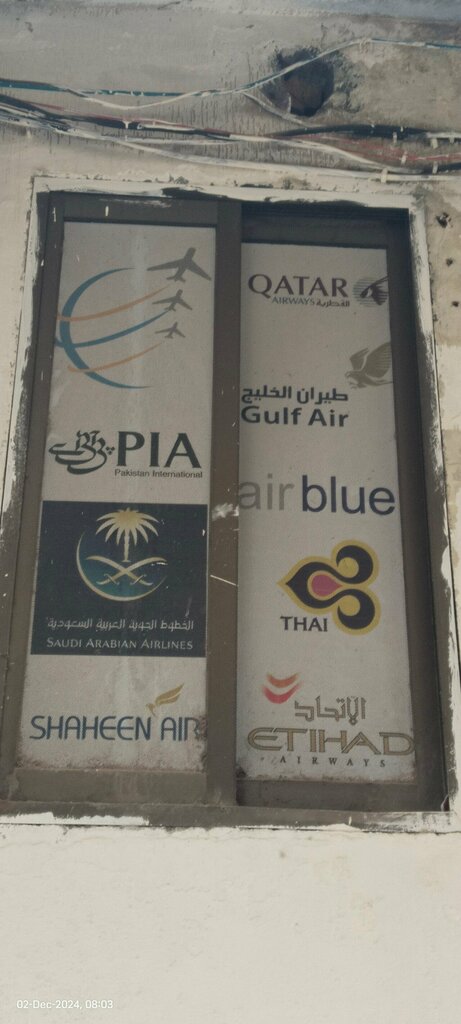 PIA
Pakistan International
الخطوط الجوية العربية السعودية
SAUDI ARABIAN AIRLINES
SHAHEEN AIR
QATAR
AIRWAYS القطرية
طيران الخليج
Gulf Air
airblue
THAI
الإتحاد
ETIHAD
AIRWAYS
02-Dec-2024, 08:03